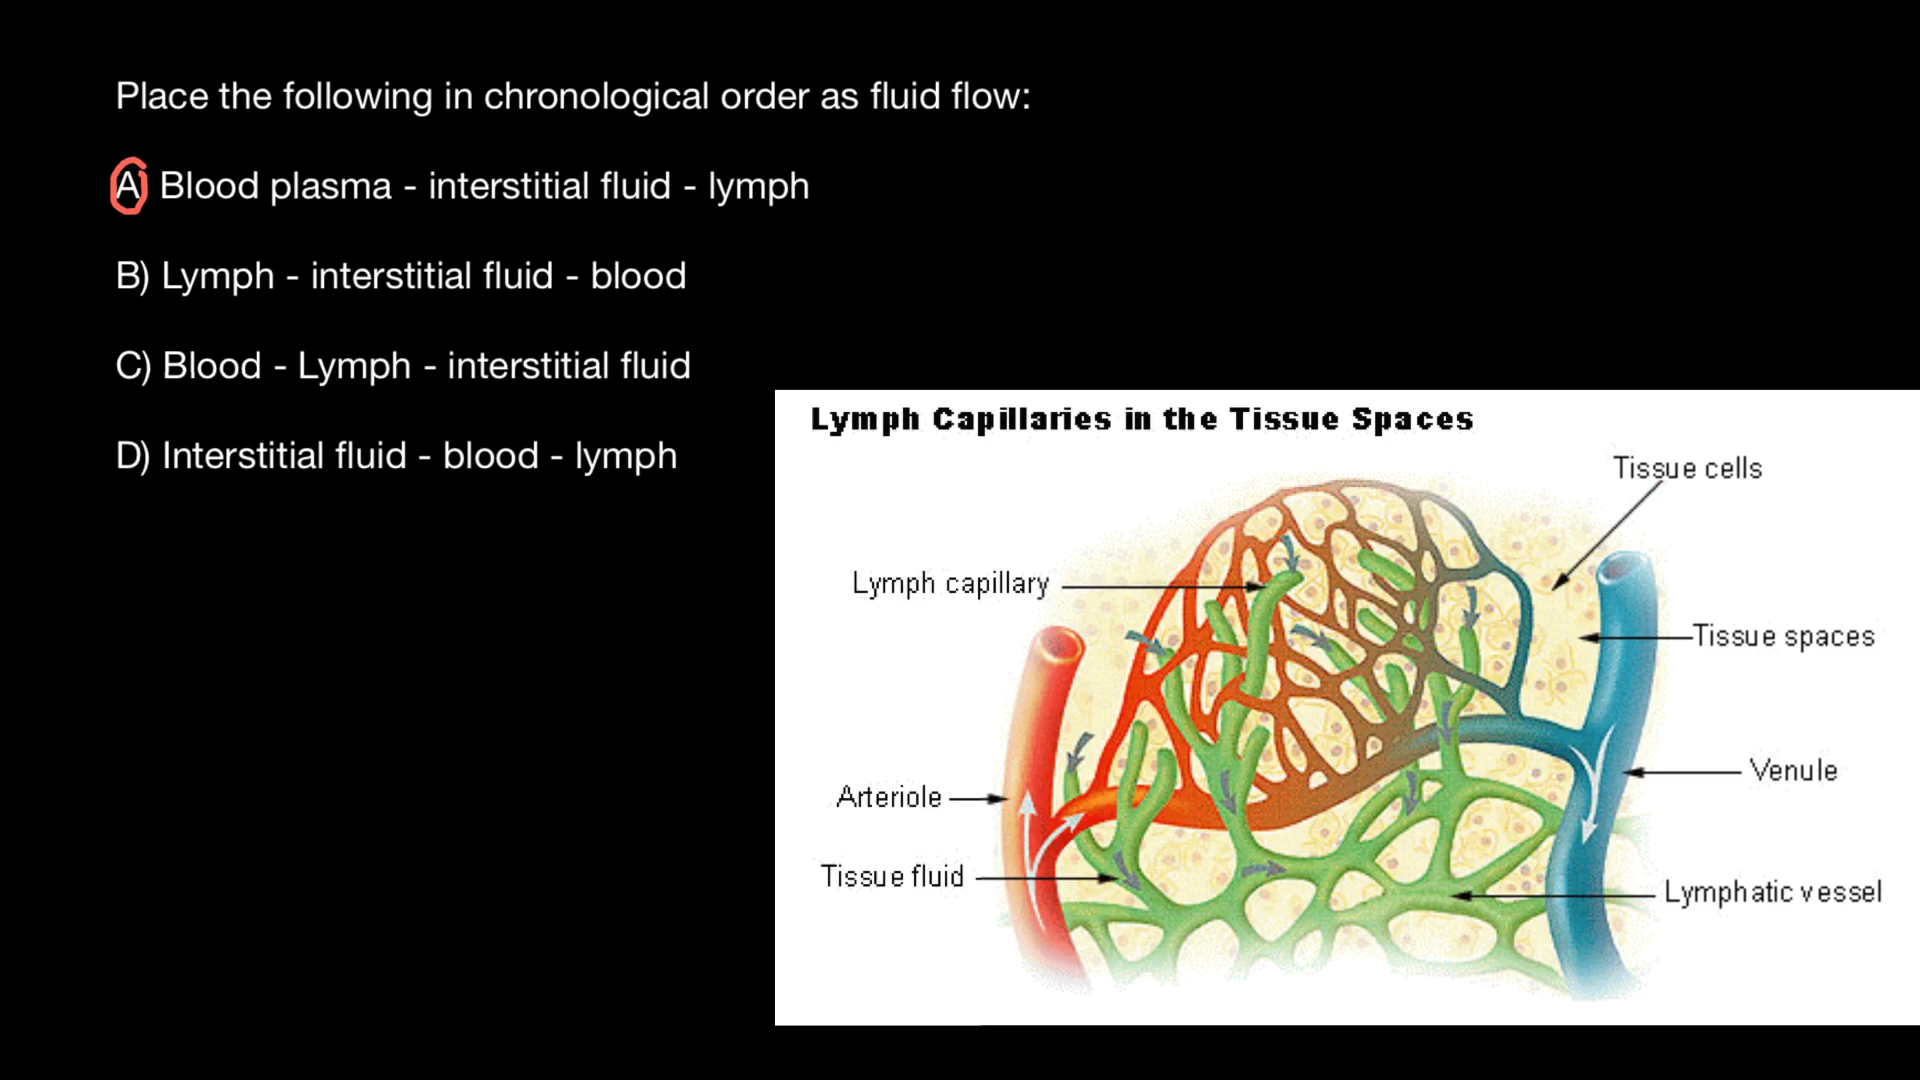 Place the following in chronological order as fluid flow:
A) Blood plasma - interstitial fluid - lymph
B) Lymph - interstitial fluid - blood
C) Blood - Lymph - interstitial fluid
D) Interstitial fluid - blood - lymph
Lymph Capillaries in the Tissue Spaces
Tissue cells
Lymph capillary
Tissue spaces
Venule
Arteriole
Tissue fluid
Lymphatic vessel